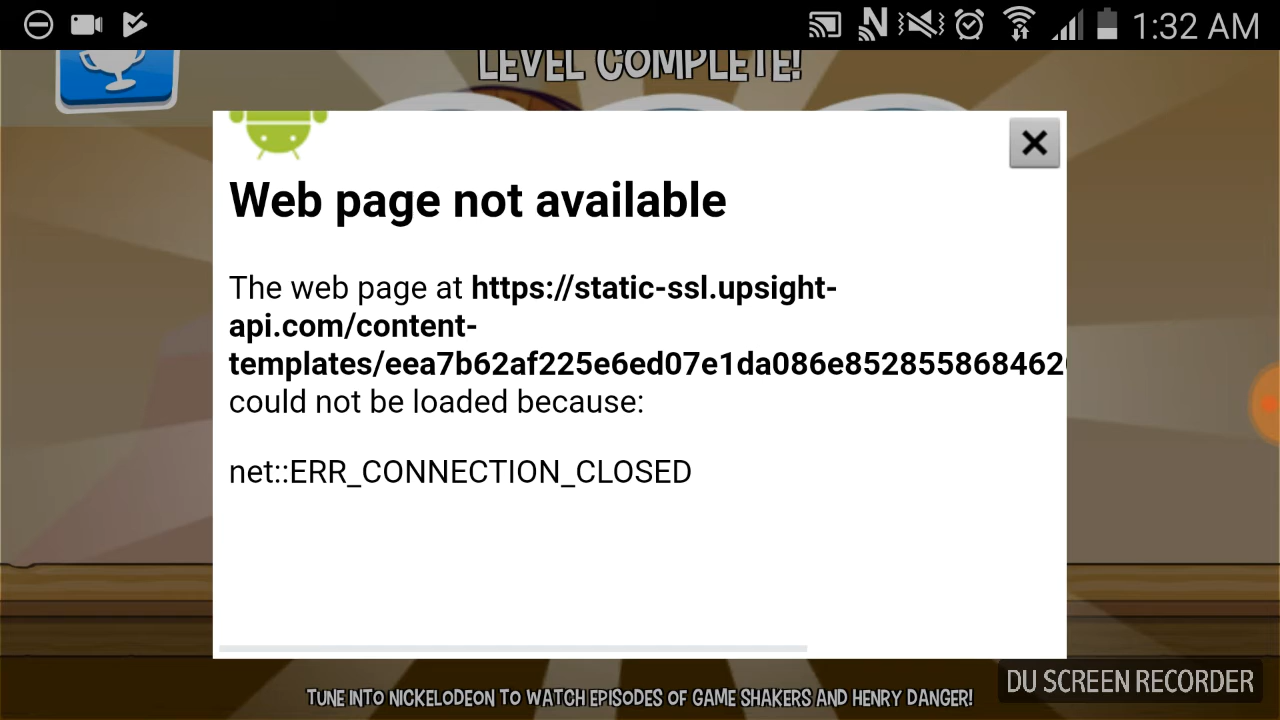 1:32 AM
LEVEL COMPLETE!
Web page not available
The web page at https://static-ssl.upsight-
api.com/content-
templates/eea7b62af225e6ed07e1da086e85285586846260
could not be loaded because:
net::ERR_CONNECTION_CLOSED
TUNE INTO NICKELODEON TO WATCH EPISODES OF GAME SHAKERS AND HENRY DANGER!
DU SCREEN RECORDER